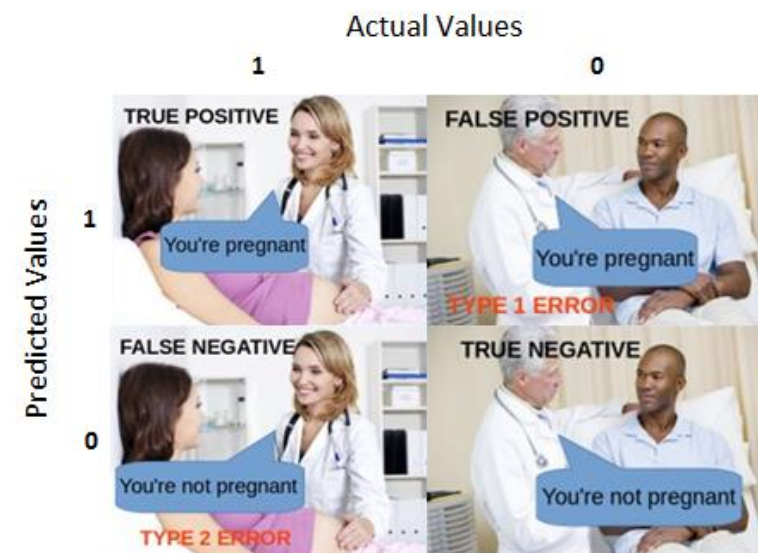 Actual Values
1 0
TRUE POSITIVE FALSE POSITIVE
Predicted Values
1
You're pregnant You're pregnant
TYPE 1 ERROR
FALSE NEGATIVE TRUE NEGATIVE
0
You're not pregnant You're not pregnant
TYPE 2 ERROR